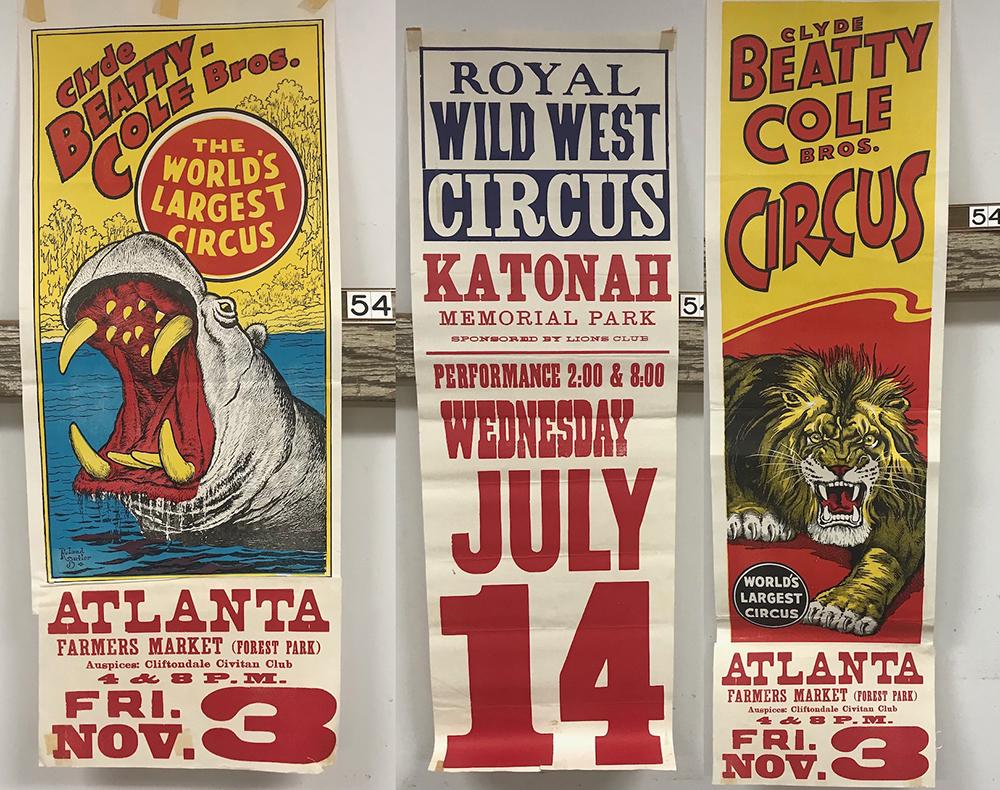 Clyde
BEATTY-
COLE Bros.
THE
WORLD'S
LARGEST
CIRCUS
Roland
Butler
ATLANTA
FARMERS MARKET (FOREST PARK)
Auspices: Cliftondale Civitan Club
4 & 8 P.M.
FRI.
NOV. 3
54
ROYAL
WILD WEST
CIRCUS
KATONAH
MEMORIAL PARK
SPONSORED BY LIONS CLUB
PERFORMANCE 2:00 & 8:00
WEDNESDAY
JULY
14
54
CLYDE
BEATTY
COLE
BROS.
CIRCUS
WORLD'S
LARGEST
CIRCUS
ATLANTA
FARMERS MARKET (FOREST PARK)
Auspices: Cliftondale Civitan Club
4 & 8 P.M.
FRI.
NOV. 3
54